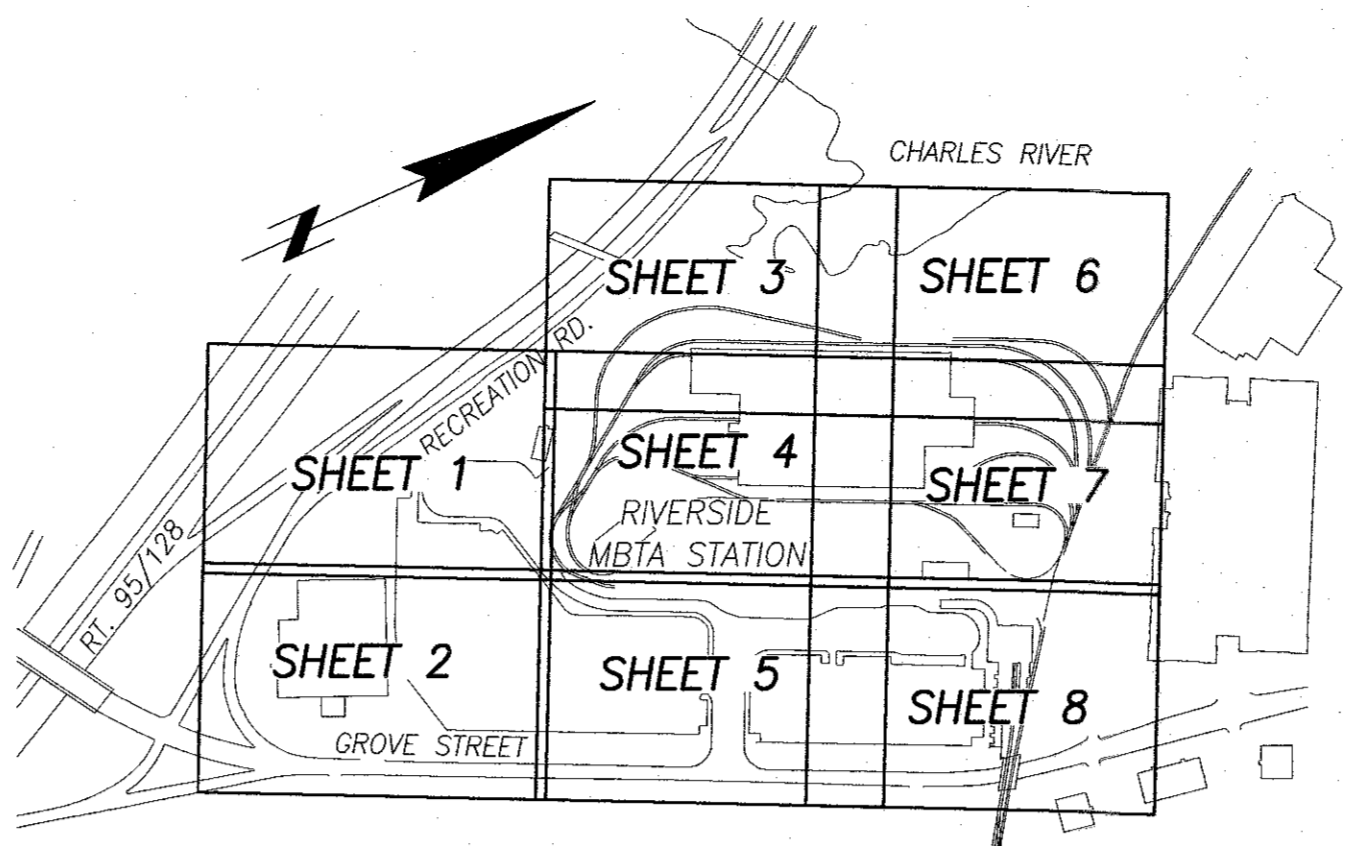 CHARLES RIVER
N
SHEET 3
SHEET 6
RECREATION RD.
SHEET 1
SHEET 4
SHEET 7
RIVERSIDE
MBTA STATION
RT. 95/128
SHEET 2
SHEET 5
SHEET 8
GROVE STREET